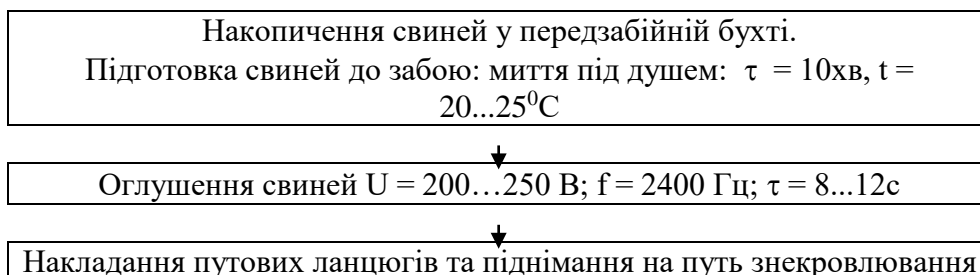 Накопичення свиней у передзабійній бухті.
Підготовка свиней до забою: миття під душем: τ = 10хв, t =
20...25⁰С
Оглушення свиней U = 200…250 В; f = 2400 Гц; τ = 8...12с
Накладання путових ланцюгів та піднімання на путь знекровлювання